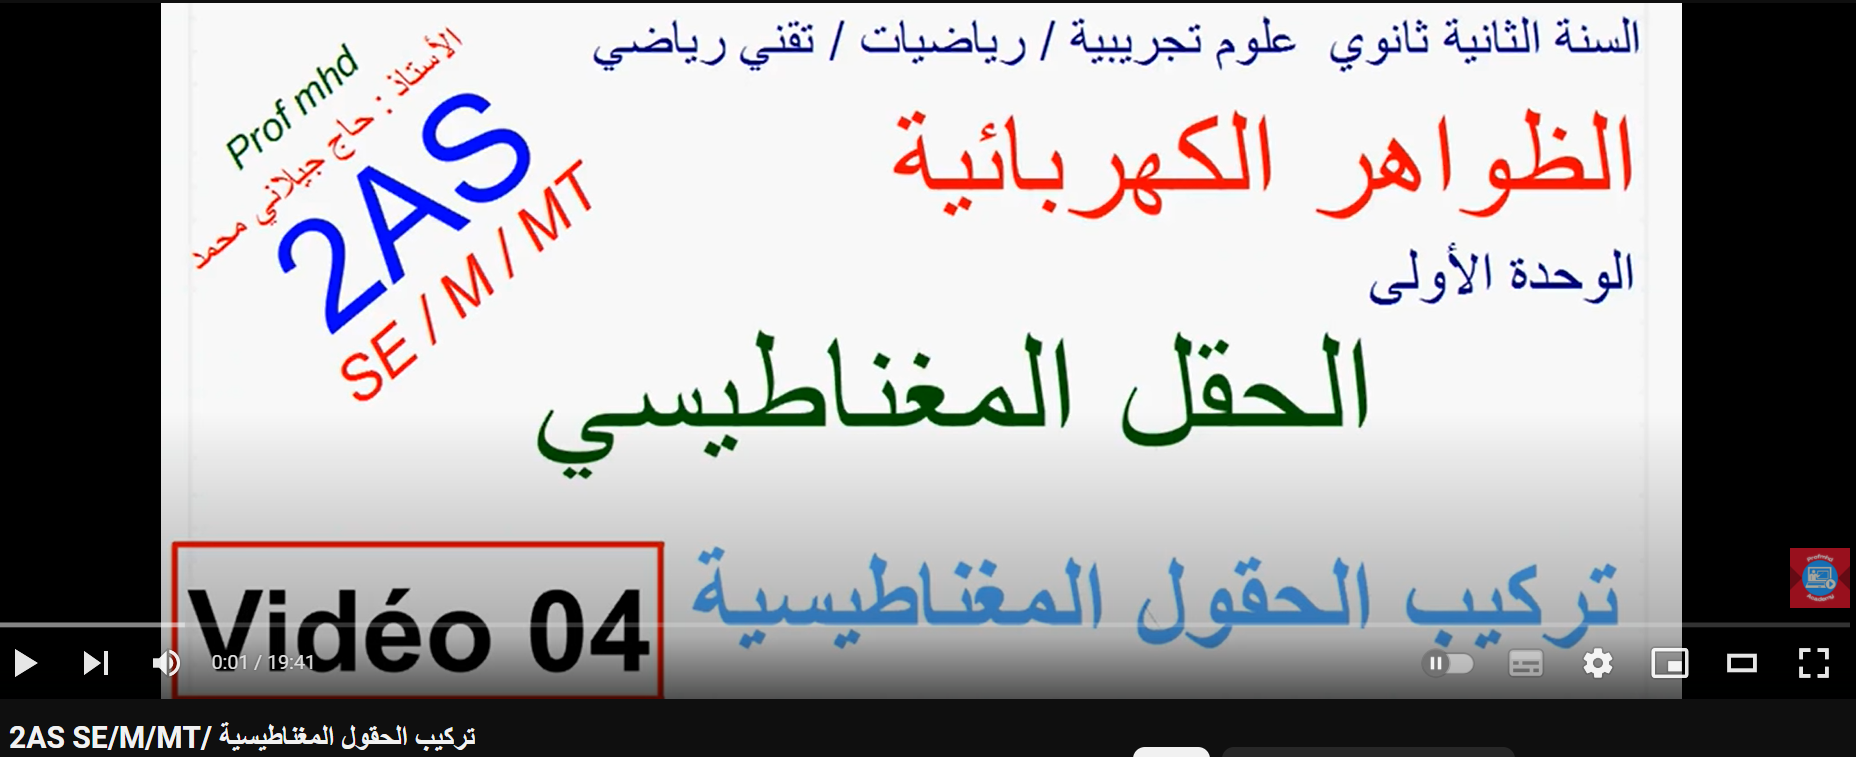 السنة الثانية ثانوي علوم تجريبية / رياضيات / تقني رياضي
Prof mhd
الأستاذ : حاج جيلاني محمد
2AS
SE / M / MT
الظواهر الكهربائية
الوحدة الأولى
الحقل المغناطيسي
تركيب الحقول المغناطيسية
Vidéo 04
Profmhd
Academy
0:01 / 19:41
2AS SE/M/MT/ تركيب الحقول المغناطيسية